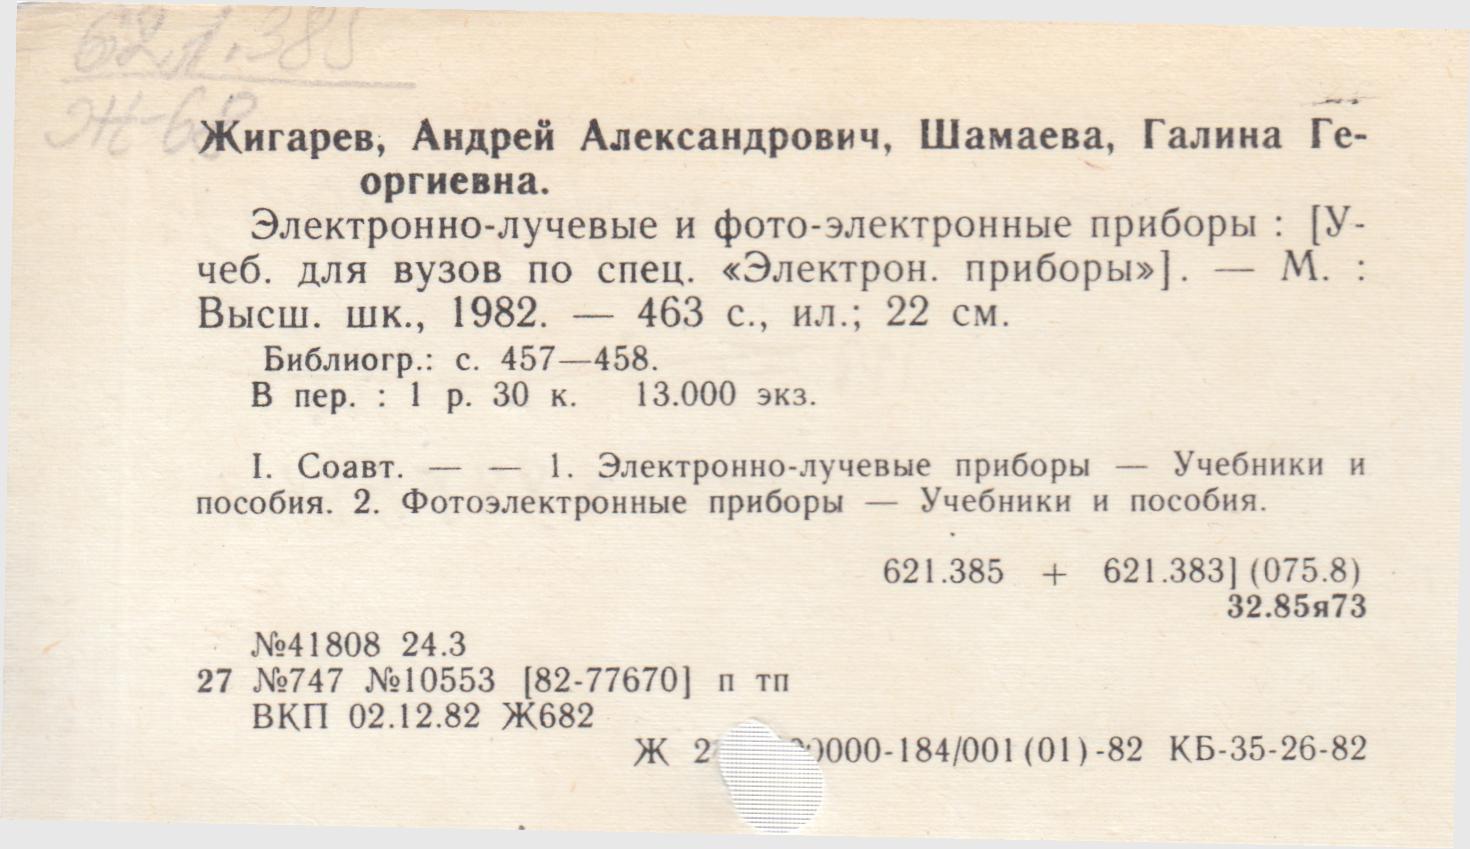 621.385
Ж-68
Жигарев, Андрей Александрович, Шамаева, Галина Ге-
оргиевна.
Электронно-лучевые и фото-электронные приборы : [У-
чеб. для вузов по спец. «Электрон. приборы»]. — М. :
Высш. шк., 1982. — 463 с., ил.; 22 см.
Библиогр.: с. 457—458.
В пер. : 1 р. 30 к. 13.000 экз.
I. Соавт. — — 1. Электронно-лучевые приборы — Учебники и
пособия. 2. Фотоэлектронные приборы — Учебники и пособия.
621.385 + 621.383] (075.8)
32.85я73
№41808 24.3
27 №747 №10553 [82-77670] п тп
ВКП 02.12.82 Ж682
Ж 0000-184/001(01)-82 КБ-35-26-82